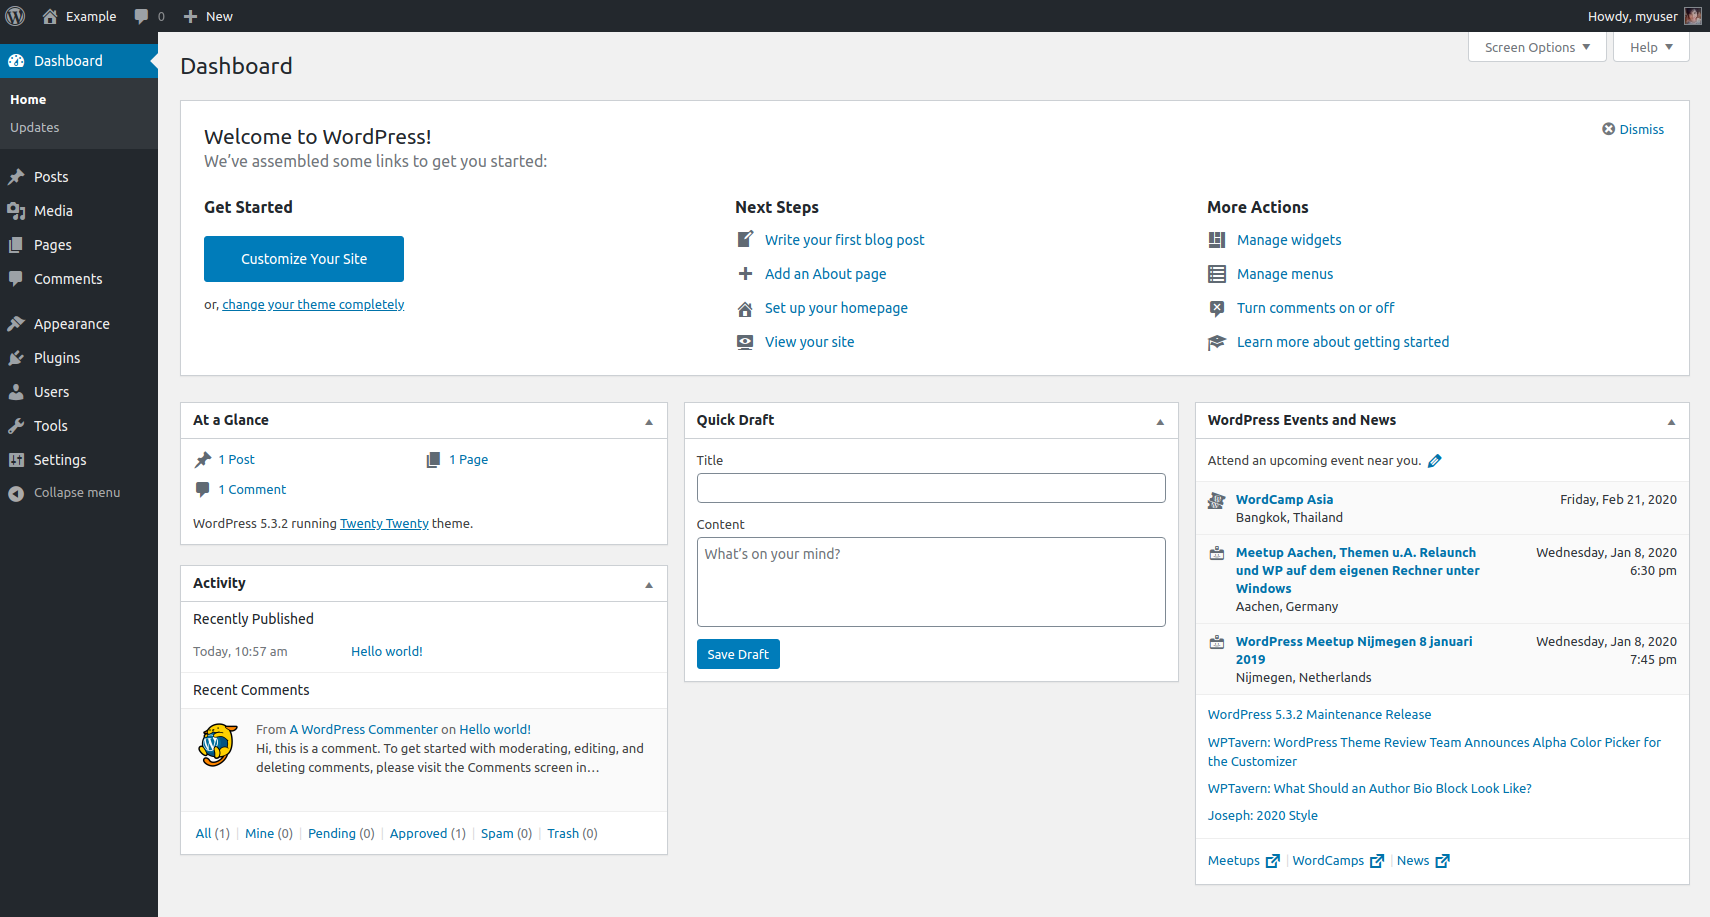 Example
0
New
Howdy, myuser
Dashboard
Home
Updates
Posts
Media
Pages
Comments
Appearance
Plugins
Users
Tools
Settings
Collapse menu
Screen Options
Help
Dashboard
Welcome to WordPress!
We’ve assembled some links to get you started:
Dismiss
Get Started
Customize Your Site
or, change your theme completely
Next Steps
Write your first blog post
Add an About page
Set up your homepage
View your site
More Actions
Manage widgets
Manage menus
Turn comments on or off
Learn more about getting started
At a Glance
1 Post
1 Page
1 Comment
WordPress 5.3.2 running Twenty Twenty theme.
Activity
Recently Published
Today, 10:57 am
Hello world!
Recent Comments
From A WordPress Commenter on Hello world!
Hi, this is a comment. To get started with moderating, editing, and
deleting comments, please visit the Comments screen in…
All (1) | Mine (0) | Pending (0) | Approved (1) | Spam (0) | Trash (0)
Quick Draft
Title
Content
What’s on your mind?
Save Draft
WordPress Events and News
Attend an upcoming event near you.
WordCamp Asia
Bangkok, Thailand
Friday, Feb 21, 2020
Meetup Aachen, Themen u.A. Relaunch
und WP auf dem eigenen Rechner unter
Windows
Aachen, Germany
Wednesday, Jan 8, 2020
6:30 pm
WordPress Meetup Nijmegen 8 januari
2019
Nijmegen, Netherlands
Wednesday, Jan 8, 2020
7:45 pm
WordPress 5.3.2 Maintenance Release
WPTavern: WordPress Theme Review Team Announces Alpha Color Picker for
the Customizer
WPTavern: What Should an Author Bio Block Look Like?
Joseph: 2020 Style
Meetups | WordCamps | News